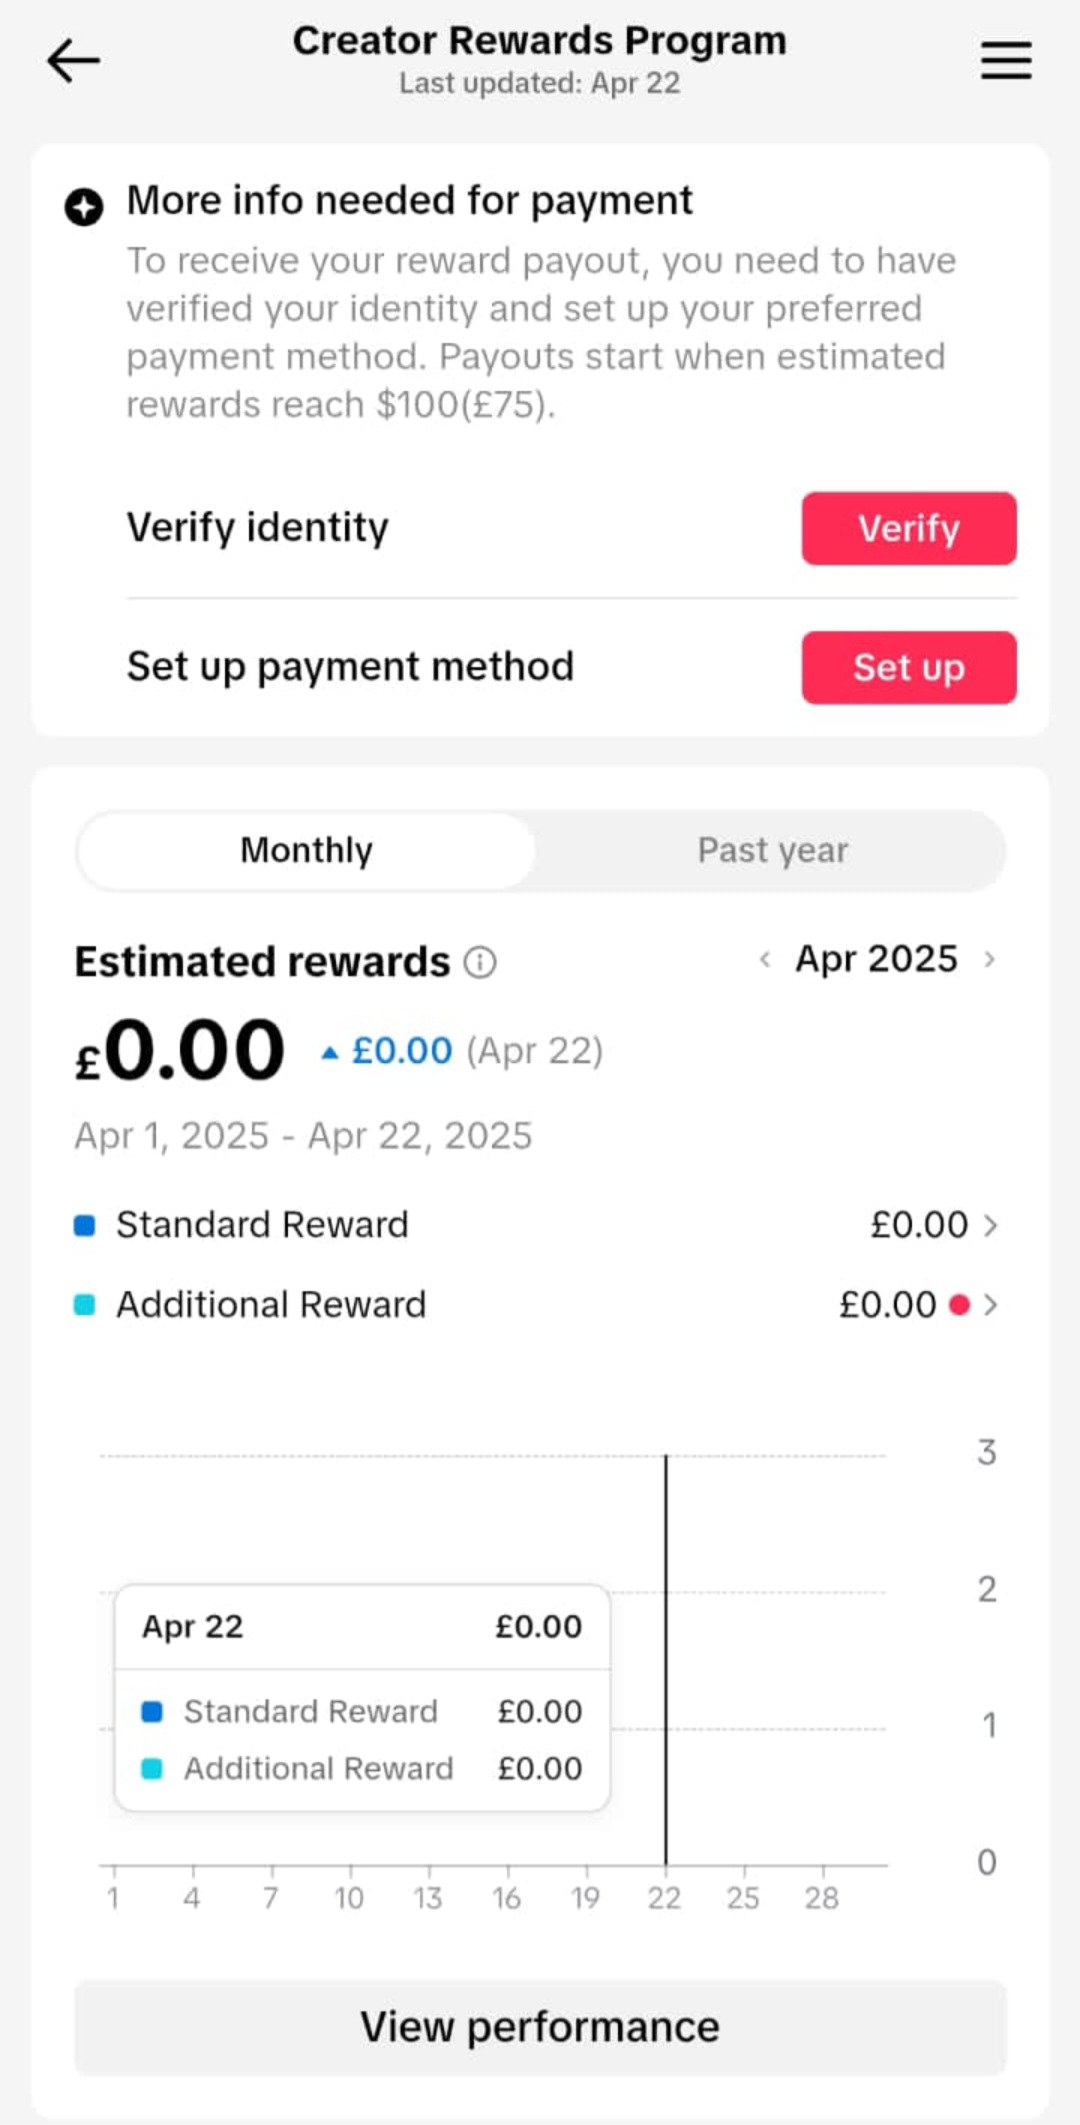 Creator Rewards Program
Last updated: Apr 22
More info needed for payment
To receive your reward payout, you need to have
verified your identity and set up your preferred
payment method. Payouts start when estimated
rewards reach $100(£75).
Verify identity
Verify
Set up payment method
Set up
Monthly
Past year
Estimated rewards
Apr 2025
£0.00 £0.00 (Apr 22)
Apr 1, 2025 - Apr 22, 2025
Standard Reward £0.00
Additional Reward £0.00
3
2
Apr 22 £0.00
Standard Reward £0.00
1
Additional Reward £0.00
0
1 4 7 10 13 16 19 22 25 28
View performance